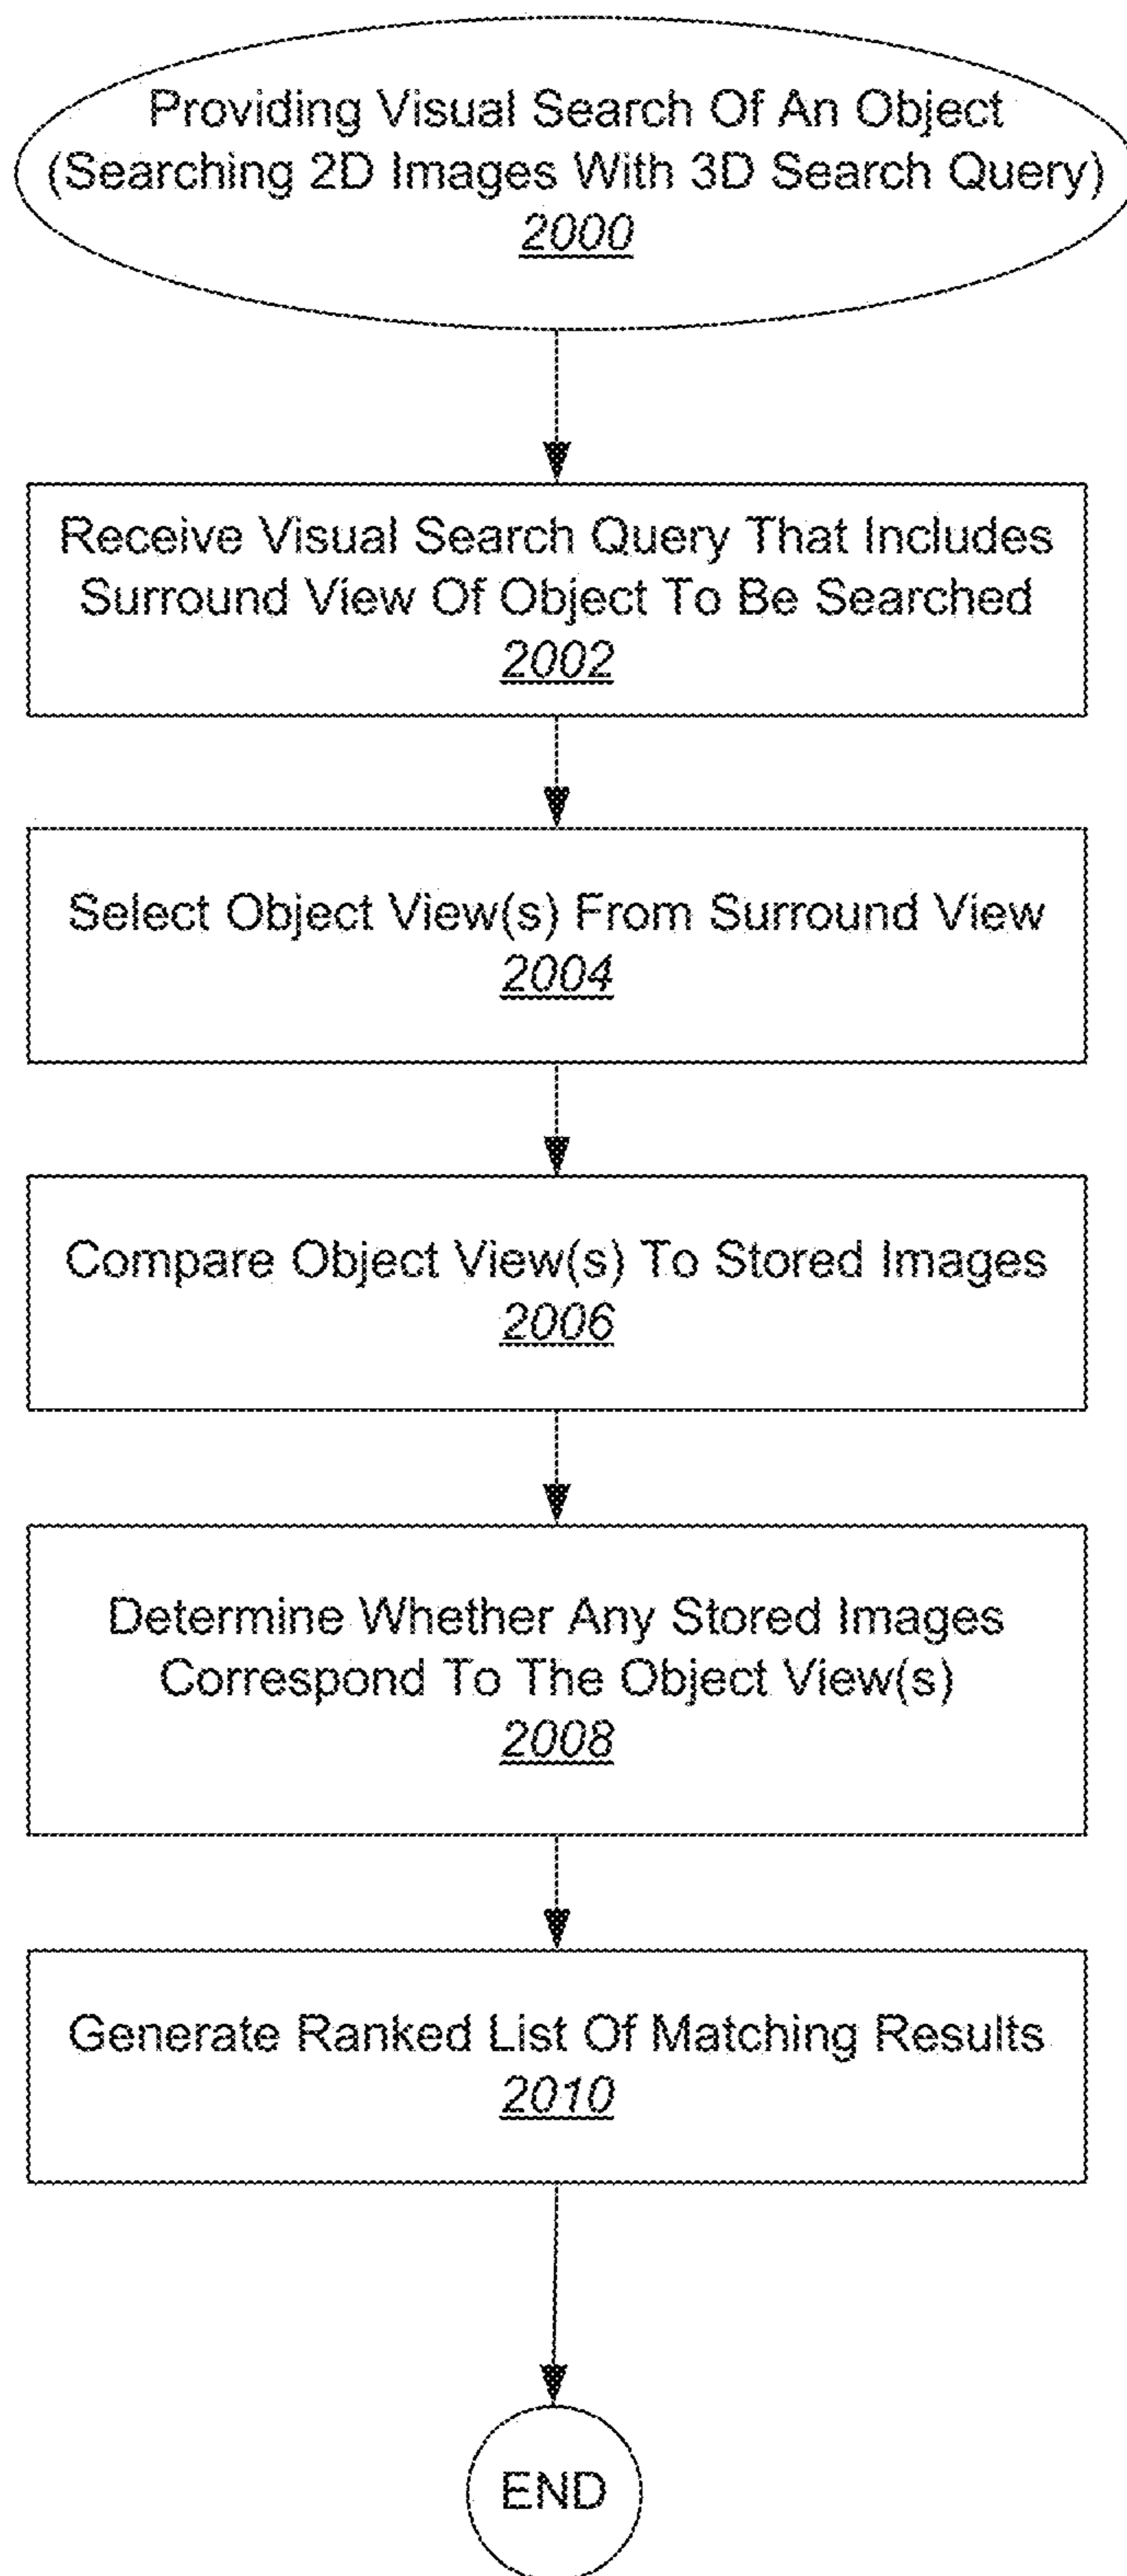 Providing Visual Search Of An Object
(Searching 2D Images With 3D Search Query)
2000
Receive Visual Search Query That Includes
Surround View Of Object To Be Searched
2002
Select Object View(s) From Surround View
2004
Compare Object View(s) To Stored Images
2006
Determine Whether Any Stored Images
Correspond To The Object View(s)
2008
Generate Ranked List Of Matching Results
2010
END